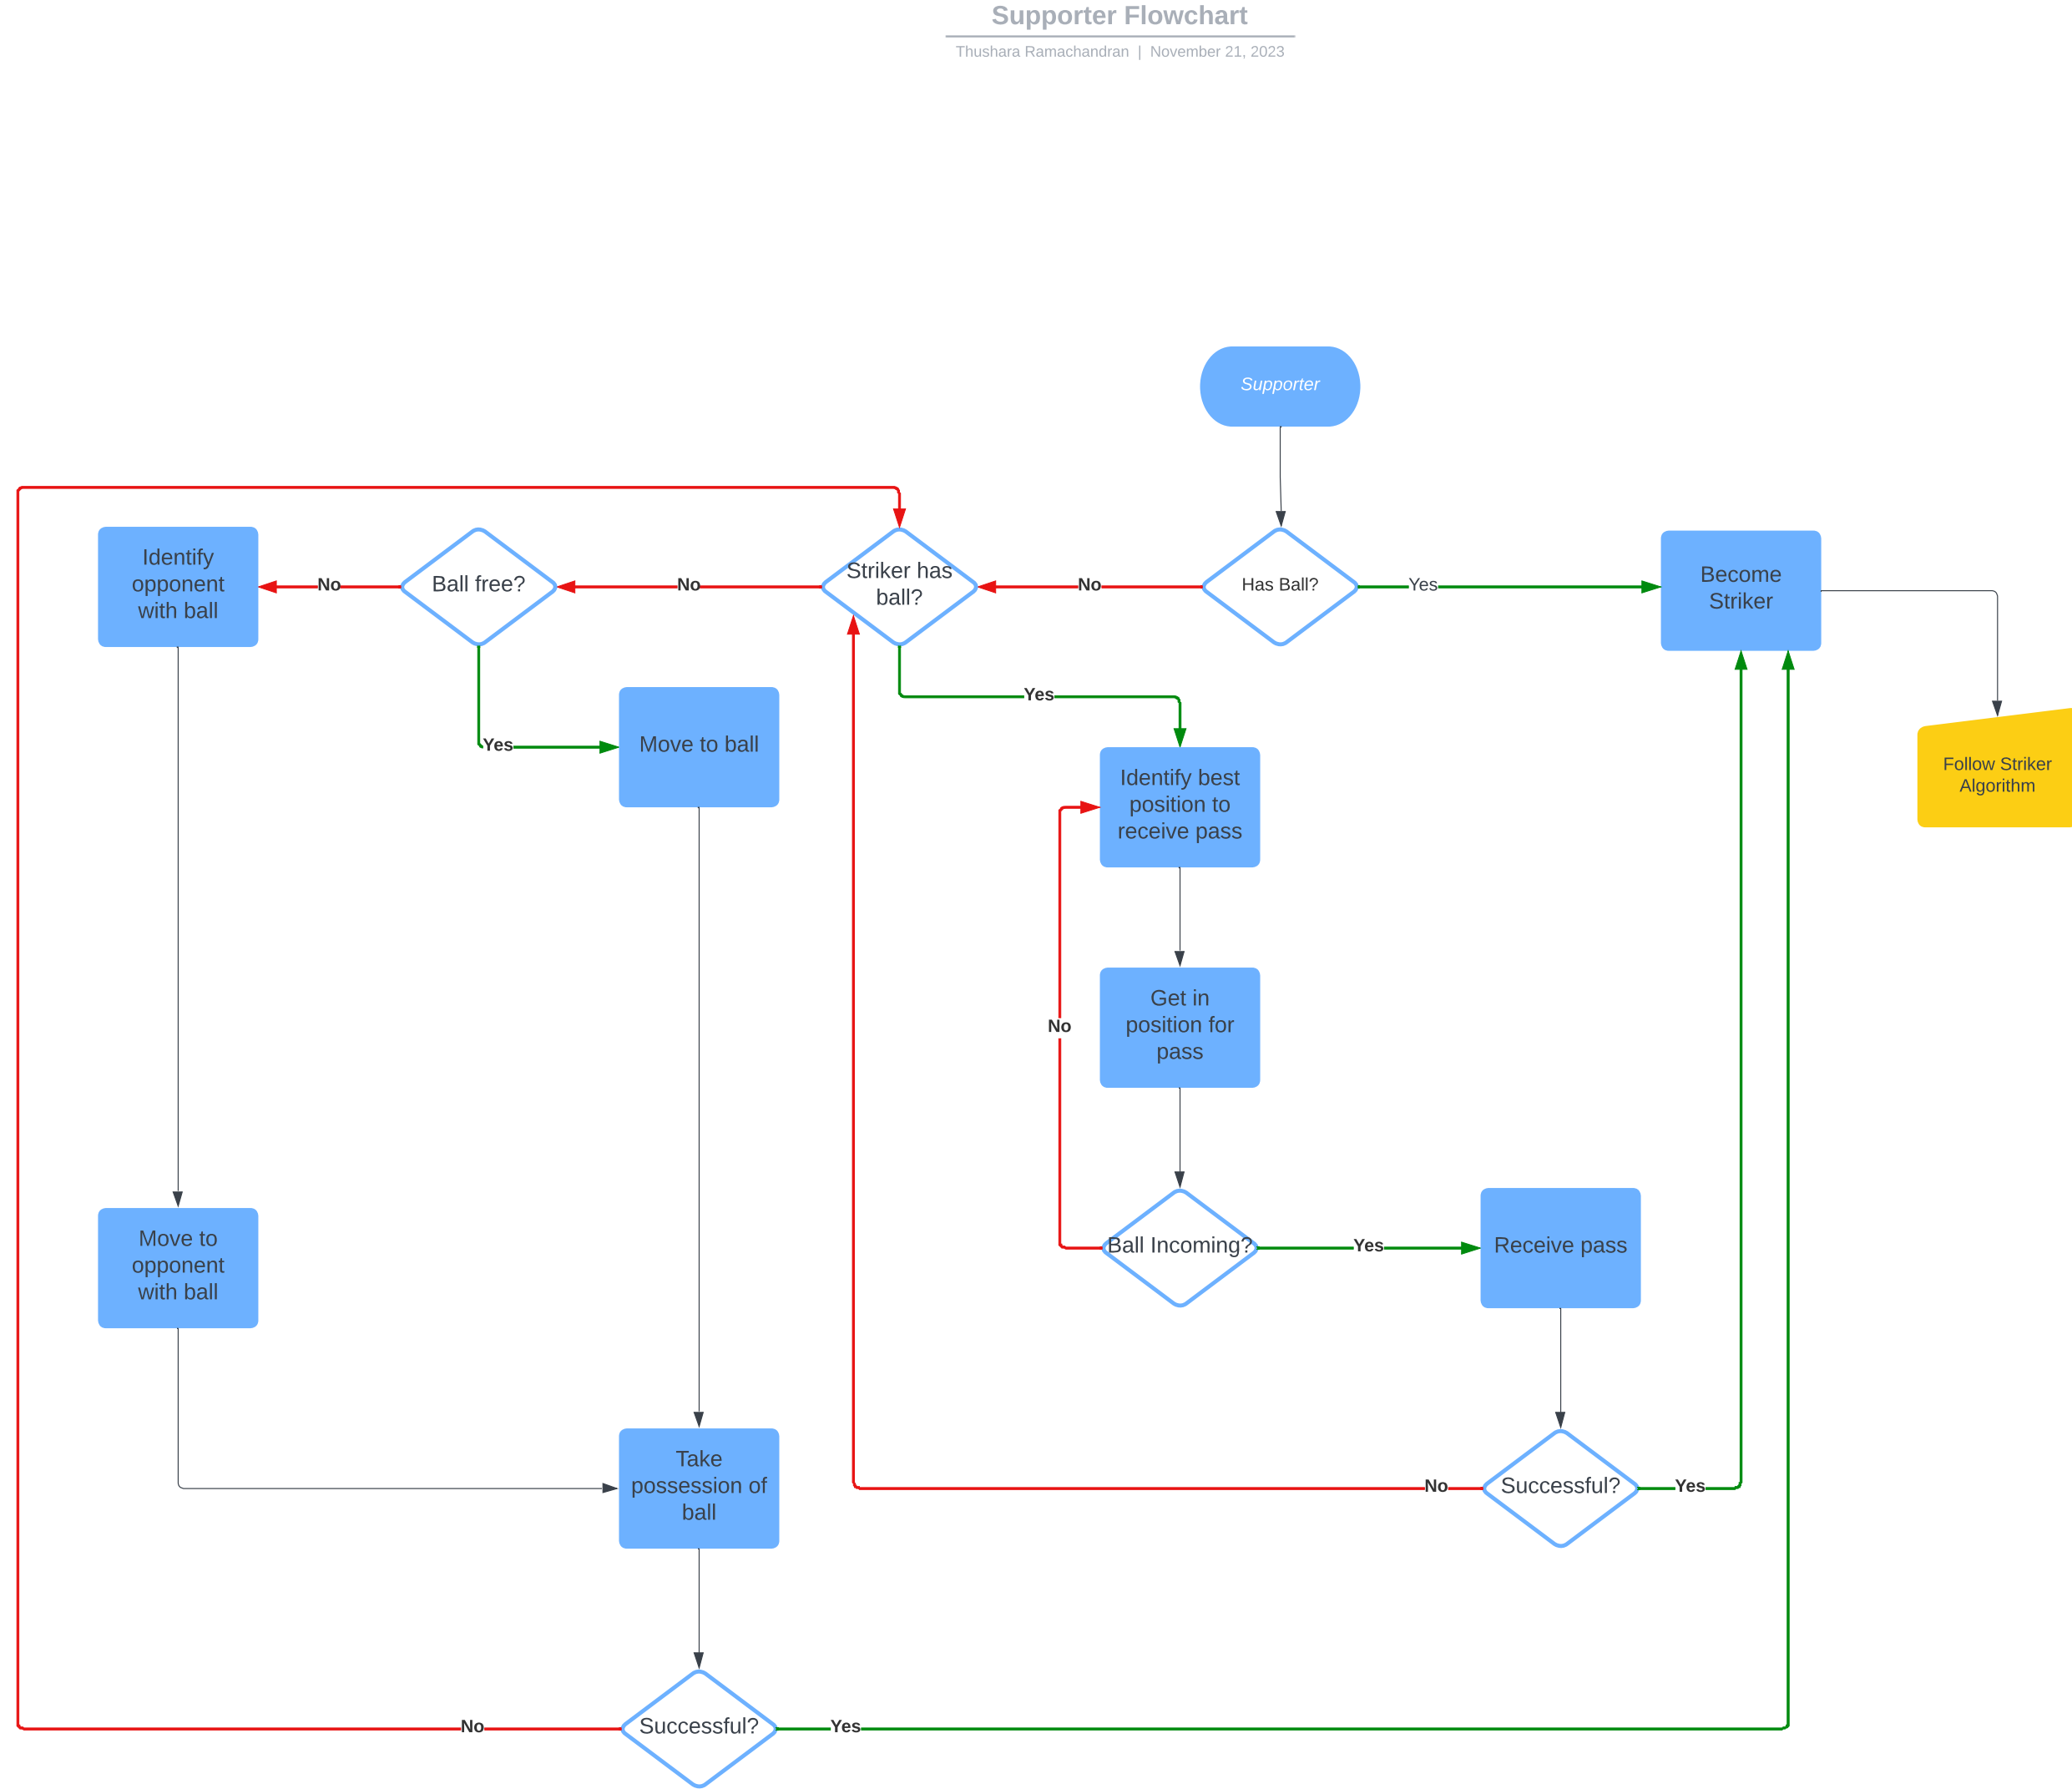 Supporter Flowchart
Thushara Ramachandran | November 21, 2023
Supporter
Identify
opponent
with ball
No
Ball free?
No
Striker has
ball?
No
Has Ball?
Yes
Become
Striker
Yes
Move to ball
Yes
Identify best
position to
receive pass
Follow Striker
Algorithm
Get in
position for
pass
No
Move to
opponent
with ball
Ball Incoming?
Yes
Receive pass
Take
possession of
ball
No
Successful?
Yes
No
Successful?
Yes